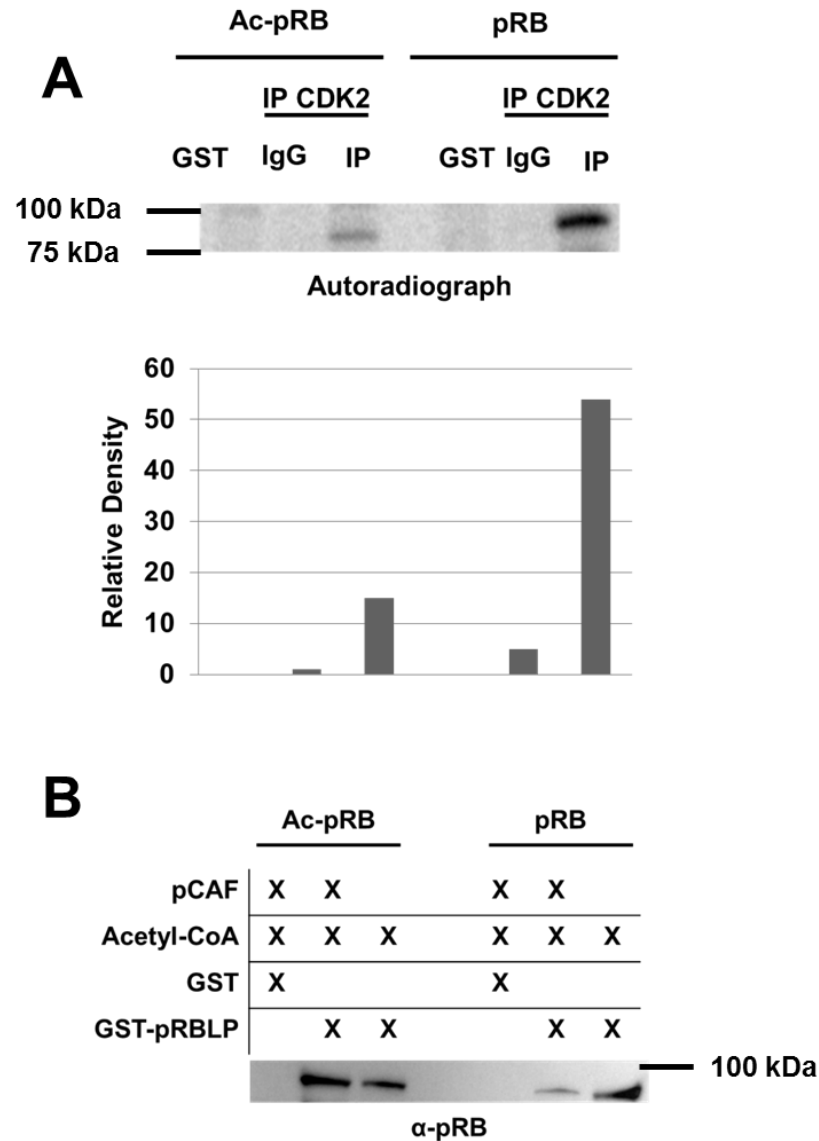 A
Ac-pRB pRB
IP CDK2 IP CDK2
GST IgG IP GST IgG IP
100 kDa
75 kDa
Autoradiograph
Relative Density
60
50
40
30
20
10
0
B
Ac-pRB pRB
pCAF X X X X
Acetyl-CoA X X X X X X
GST X X
GST-pRBLP X X X X
100 kDa
α-pRB